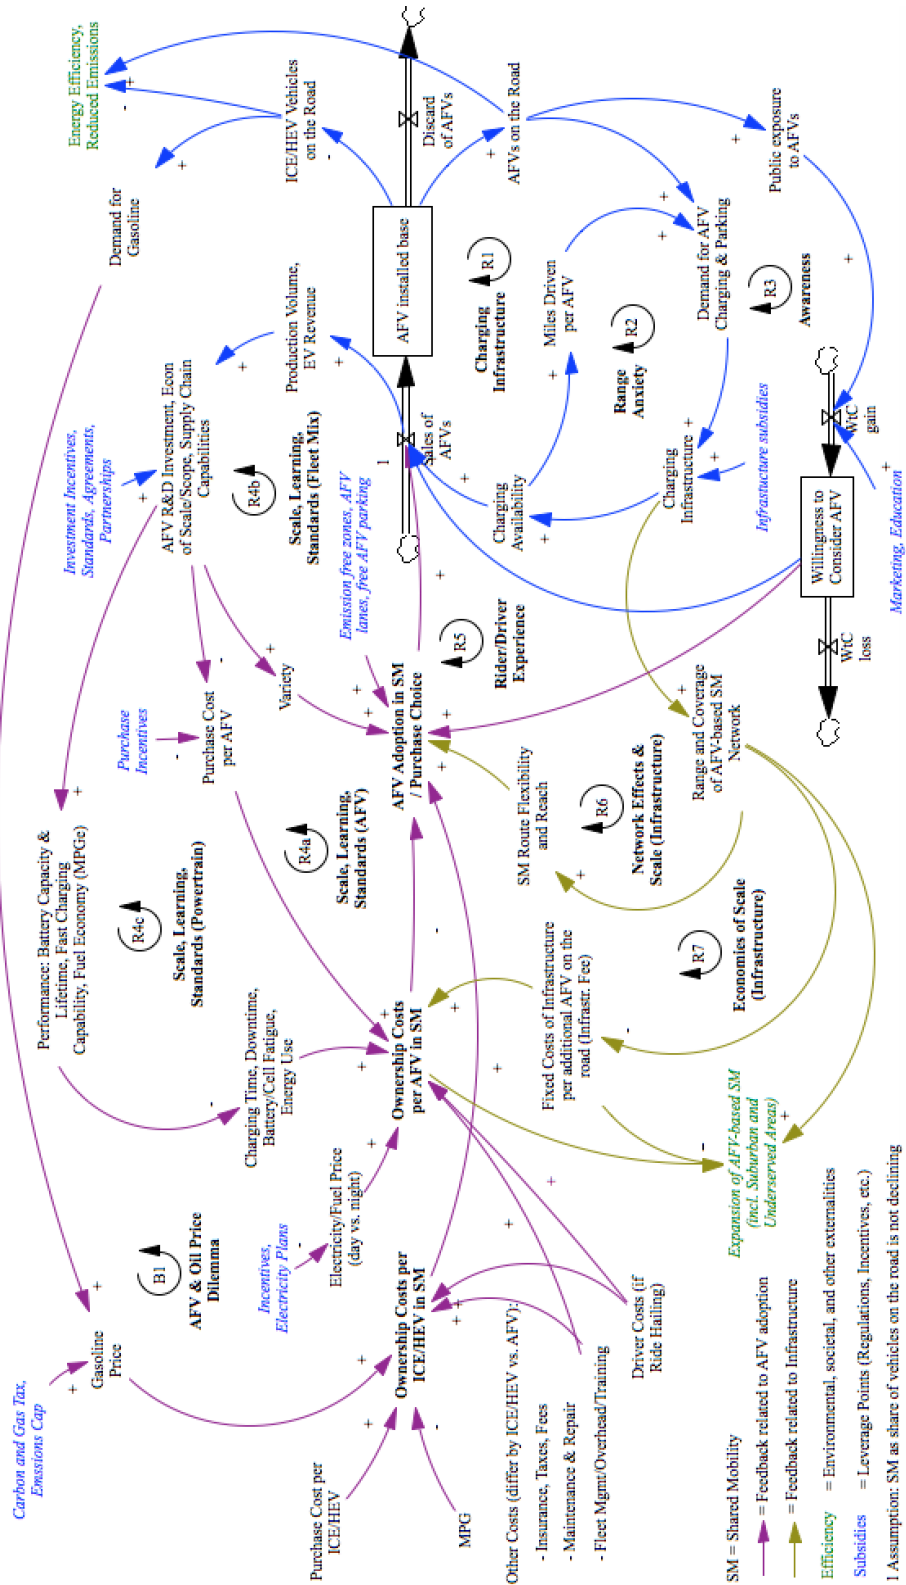 Carbon and Gas Tax,
Emssions Cap
+
Gasoline
Price
+
B1
AFV & Oil Price
Dilemma
Incentives,
Electricity Plans
-
Electricity/Fuel Price
(day vs. night)
+
Purchase Cost per
ICE/HEV
+
+
Ownership Costs per
ICE/HEV in SM
MPG
-
+
Other Costs (differ by ICE/HEV vs. AFV):
- Insurance, Taxes, Fees
- Maintenance & Repair
- Fleet Mgmt/Overhead/Training
+
+
Driver Costs (if
Ride Hailing)
Performance: Battery Capacity &
Lifetime, Fast Charging
Capability, Fuel Economy (MPGe)
+
R4c
Scale, Learning,
Standards (Powertrain)
-
Charging Time, Downtime,
Battery/Cell Fatigue,
Energy Use
+
+
Ownership Costs
per AFV in SM
+
-
+
Purchase
Incentives
-
Purchase Cost
per AFV
-
R4a
Scale, Learning,
Standards (AFV)
Variety
+
+
Investment Incentives,
Standards, Agreements,
Partnerships
+
AFV R&D Investment, Econ
of Scale/Scope, Supply Chain
Capabilities
+
R4b
Scale, Learning,
Standards (Fleet Mix)
Emission free zones, AFV
lanes, free AFV parking
+
AFV Adoption in SM
/ Purchase Choice
+
+
+
R5
Rider/Driver
Experience
Demand for
Gasoline
+
Energy Efficiency,
Reduced Emissions
-
+
ICE/HEV Vehicles
on the Road
-
Production Volume,
EV Revenue
+
1
Sales of
AFVs
AFV installed base
Discard
of AFVs
+
AFVs on the Road
R1
Charging
Infrastructure
+
Charging
Availability
+
+
Miles Driven
per AFV
R2
Range
Anxiety
+
+
Demand for AFV
Charging & Parking
+
Charging
Infrastructure
+
Infrastucture subsidies
R3
Awareness
+
Public exposure
to AFVs
+
WtC
gain
+
Marketing, Education
Willingness to
Consider AFV
WtC
loss
SM Route Flexibility
and Reach
+
R6
Network Effects &
Scale (Infrastructure)
+
Range and Coverage
of AFV-based SM
Network
Fixed Costs of Infrastructure
per additional AFV on the
road (Infrastr. Fee)
-
R7
Economies of Scale
(Infrastructure)
-
+
Expansion of AFV-based SM
(incl. Suburban and
Underserved Areas)
SM = Shared Mobility
= Feedback related to AFV adoption
= Feedback related to Infrastructure
Efficiency = Environmental, societal, and other externalities
Subsidies = Leverage Points (Regulations, Incentives, etc.)
1 Assumption: SM as share of vehicles on the road is not declining